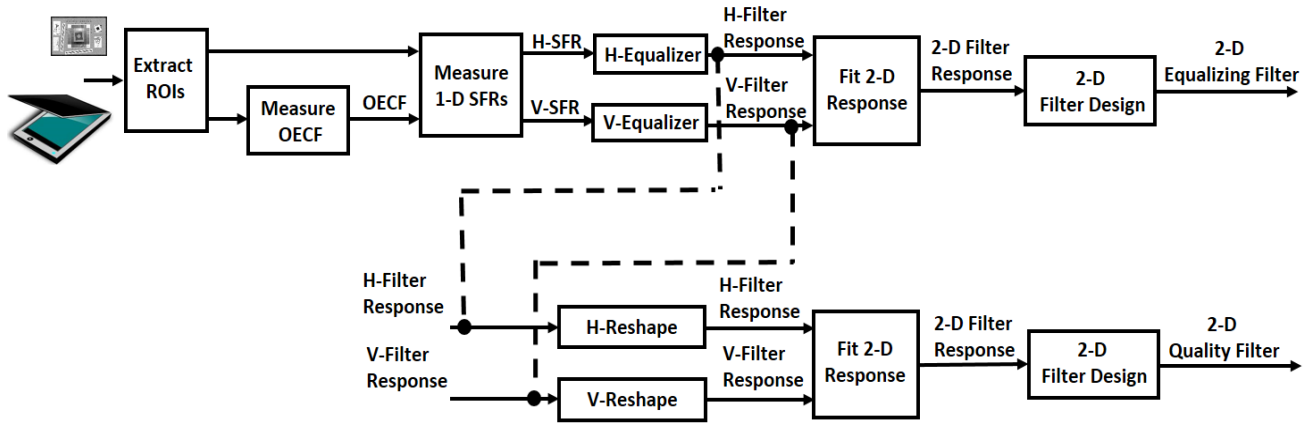 Extract
ROIs
Measure
OECF
OECF
Measure
1-D SFRs
H-SFR
V-SFR
H-Equalizer
V-Equalizer
H-Filter
Response
V-Filter
Response
Fit 2-D
Response
2-D Filter
Response
2-D
Filter Design
2-D
Equalizing Filter
H-Filter
Response
V-Filter
Response
H-Reshape
V-Reshape
H-Filter
Response
V-Filter
Response
Fit 2-D
Response
2-D Filter
Response
2-D
Filter Design
2-D
Quality Filter